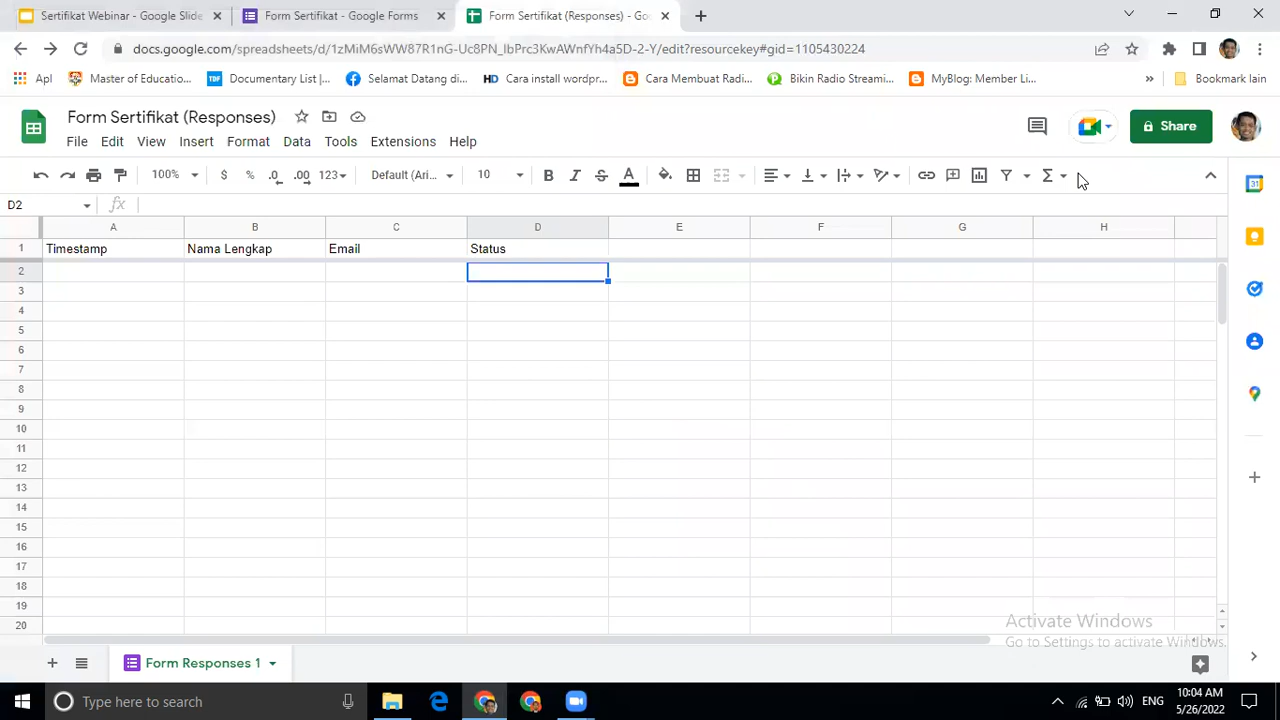 Sertifikat Webinar - Google Slid
Form Sertifikat - Google Forms
Form Sertifikat (Responses) - Goo
docs.google.com/spreadsheets/d/1zMiM6sWW87R1nG-Uc8PN_IbPrc3KwAWnfYh4a5D-2-Y/edit?resourcekey#gid=1105430224
Apl
Master of Educatio...
Documentary List |...
Selamat Datang di...
Cara install wordpr...
Cara Membuat Radi...
Bikin Radio Streami...
MyBlog: Member Li...
»
Bookmark lain
Form Sertifikat (Responses)
File Edit View Insert Format Data Tools Extensions Help
Share
100% $ % .0 .00 123 Default (Ari... 10 B I S A Σ
D2 fx
A B C D E F G H
1 Timestamp Nama Lengkap Email Status
2
3
4
5
6
7
8
9
10
11
12
13
14
15
16
17
18
19
20
Activate Windows
Go to Settings to activate Windows.
Form Responses 1
Type here to search
ENG
10:04 AM
5/26/2022